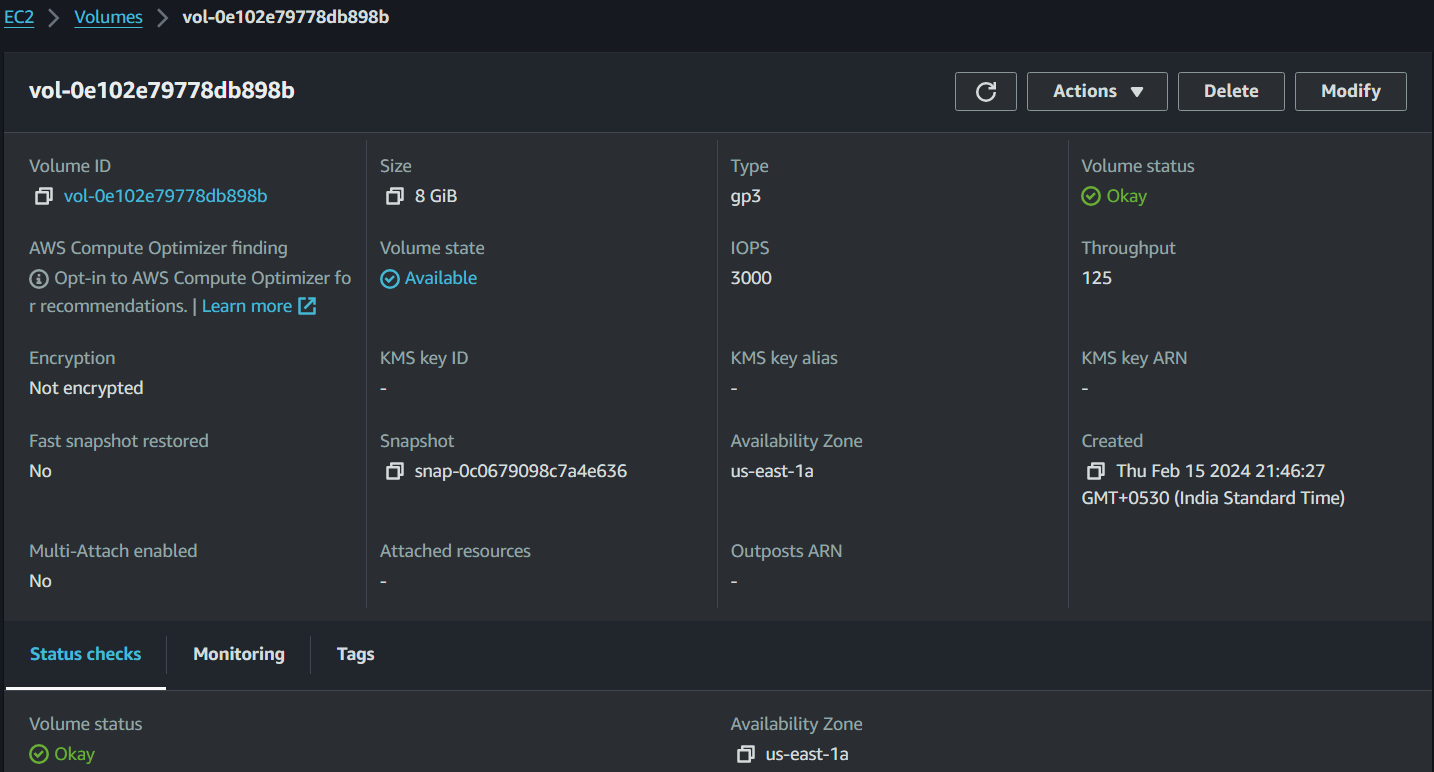 EC2 > Volumes > vol-0e102e79778db898b
vol-0e102e79778db898b
Actions ▼ Delete Modify
Volume ID Size Type Volume status
vol-0e102e79778db898b 8 GiB gp3 Okay
AWS Compute Optimizer finding Volume state IOPS Throughput
Opt-in to AWS Compute Optimizer fo Available 3000 125
r recommendations. | Learn more
Encryption KMS key ID KMS key alias KMS key ARN
Not encrypted - - -
Fast snapshot restored Snapshot Availability Zone Created
No snap-0c0679098c7a4e636 us-east-1a Thu Feb 15 2024 21:46:27
GMT+0530 (India Standard Time)
Multi-Attach enabled Attached resources Outposts ARN
No - -
Status checks Monitoring Tags
Volume status Availability Zone
Okay us-east-1a